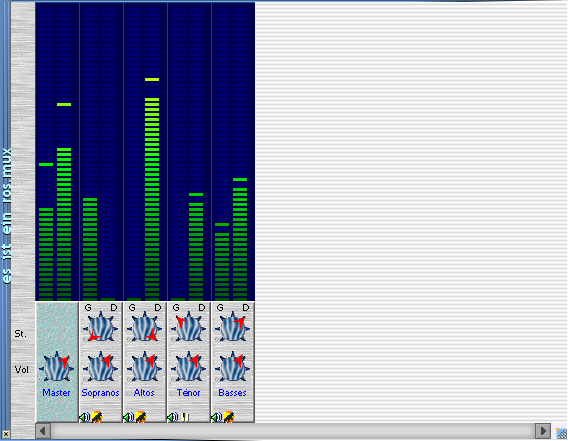 es_ist_ein_ros.mux
G D G D G D G D
St.
Vol
Master Sopranos Altos Ténor Basses